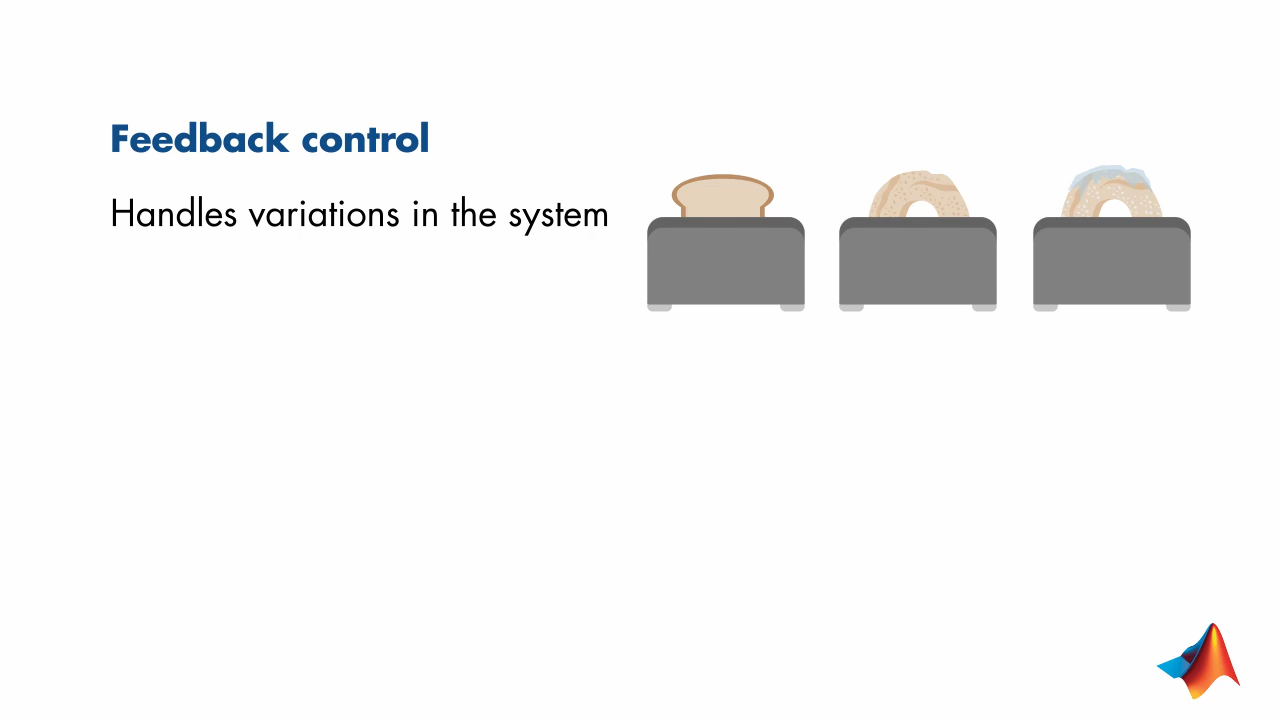 Feedback control
Handles variations in the system